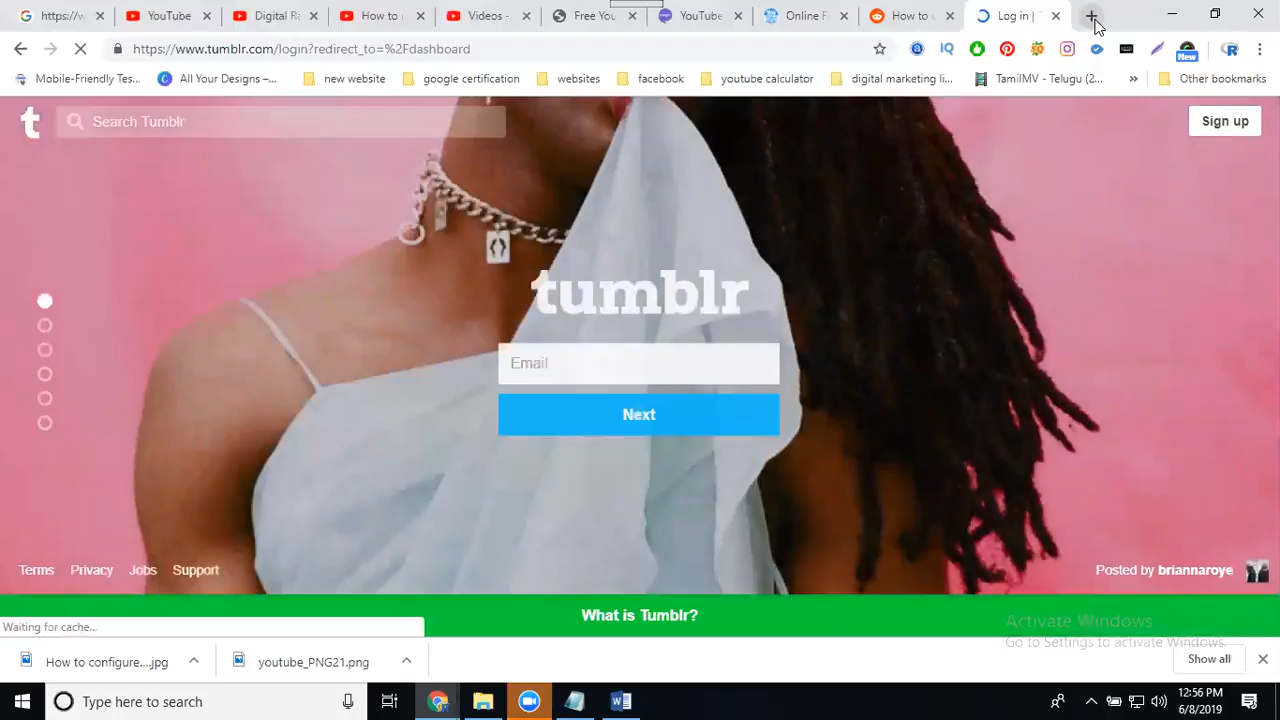 https://w
YouTube
Digital Ra
How to
Videos -
Free You
YouTube
Online F
How to c
Log in |
https://www.tumblr.com/login?redirect_to=%2Fdashboard
New
Mobile-Friendly Tes...
All Your Designs –...
new website
google certification
websites
facebook
youtube calculator
digital marketing li...
TamilMV - Telugu (2...
»
Other bookmarks
t
Search Tumblr
Sign up
tumblr
Email
Next
Terms
Privacy
Jobs
Support
Posted by briannaroye
What is Tumblr?
Waiting for cache...
Activate Windows
Go to Settings to activate Windows.
How to configure....jpg
youtube_PNG21.png
Show all
Type here to search
12:56 PM
6/8/2019